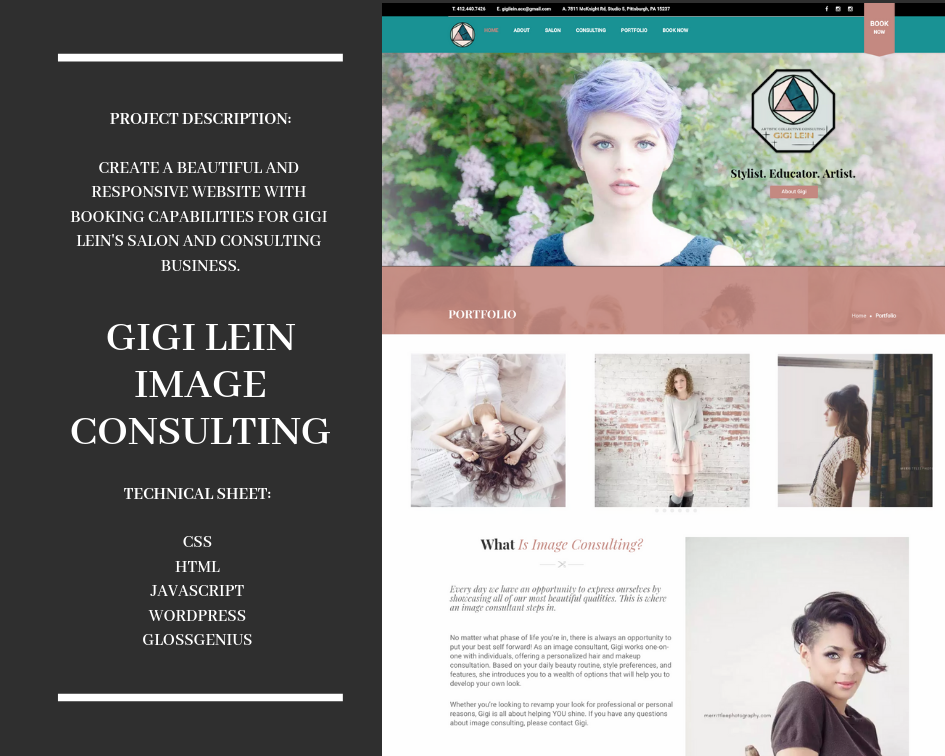 PROJECT DESCRIPTION:
CREATE A BEAUTIFUL AND
RESPONSIVE WEBSITE WITH
BOOKING CAPABILITIES FOR GIGI
LEIN'S SALON AND CONSULTING
BUSINESS.
GIGI LEIN
IMAGE
CONSULTING
TECHNICAL SHEET:
CSS
HTML
JAVASCRIPT
WORDPRESS
GLOSSGENIUS
T. 412.440.7426 E. gigilein.acc@gmail.com A. 7811 McKnight Rd, Studio 5, Pittsburgh, PA 15237
HOME ABOUT SALON CONSULTING PORTFOLIO BOOK NOW
BOOK
NOW
GIGI LEIN
Stylist. Educator. Artist.
About Gigi
PORTFOLIO
Home Portfolio
What Is Image Consulting?
Every day we have an opportunity to express ourselves by
showcasing all of our most beautiful qualities. This is where
an image consultant steps in.
No matter what phase of life you're in, there is always an opportunity to
put your best self forward! As an image consultant, Gigi works one-on-
one with individuals, offering a personalized hair and makeup
consultation. Based on your daily beauty routine, style preferences, and
features, she introduces you to a wealth of options that will help you to
develop your own look.
Whether you're looking to revamp your look for professional or personal
reasons, Gigi is all about helping YOU shine. If you have any questions
about image consulting, please contact Gigi.
merrittleephotography.com